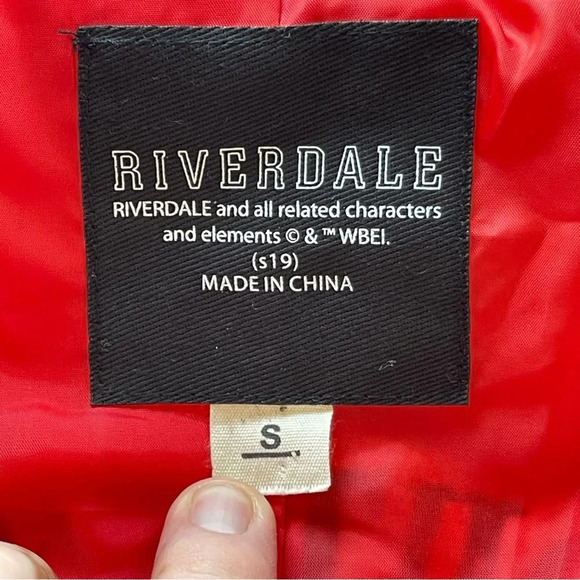 RIVERDALE
RIVERDALE and all related characters
and elements © & ™ WBEI.
(s19)
MADE IN CHINA
S